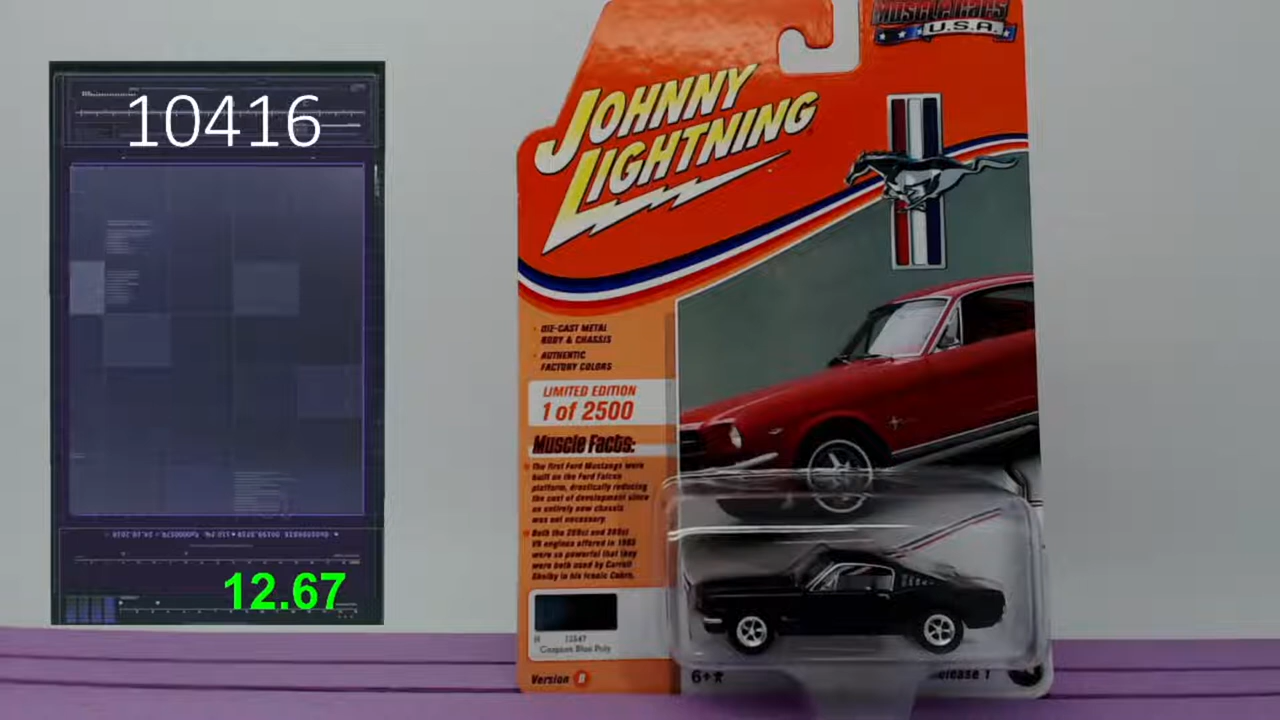 10416
12.67
MUSCLE CARS
U.S.A.
JOHNNY
LIGHTNING
DIE-CAST METAL
BODY & CHASSIS
AUTHENTIC
FACTORY COLORS
LIMITED EDITION
1 of 2500
Muscle Facts:
The first Ford Mustangs were
built on the Ford Falcon
platform, drastically reducing
the cost of development since
an entirely new chassis
was not necessary.
Both the 260ci and 289ci
V8 engines offered in 1965
were so powerful that they
were both used by Carroll
Shelby in his iconic Cobra.
12547
Caspian Blue Poly
Version B
6+
elease 1